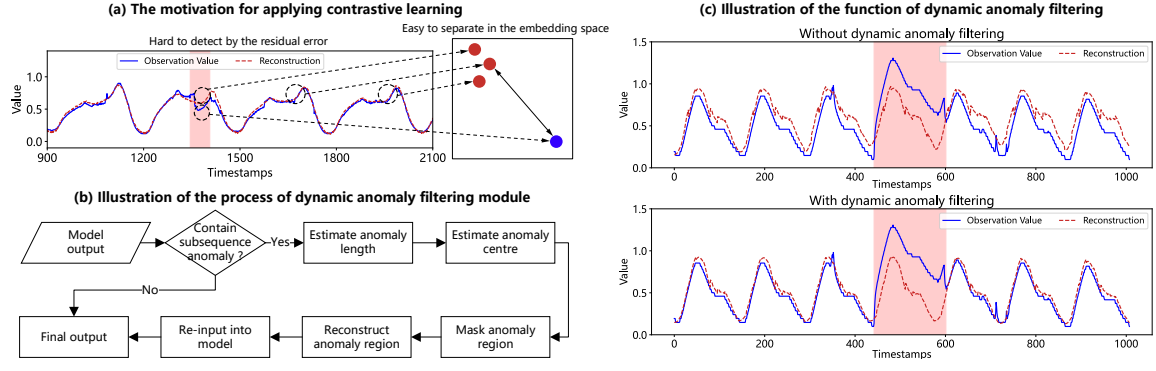 (a) The motivation for applying contrastive learning
Hard to detect by the residual error
Easy to separate in the embedding space
Observation Value
Reconstruction
Value
1.0
0.5
0.0
900
1200
1500
1800
2100
Timestamps
(b) Illustration of the process of dynamic anomaly filtering module
Model
output
Contain
subsequence
anomaly ?
Yes
Estimate anomaly
length
Estimate anomaly
centre
No
Final output
Re-input into
model
Reconstruct
anomaly region
Mask anomaly
region
(c) Illustration of the function of dynamic anomaly filtering
Without dynamic anomaly filtering
Observation Value
Reconstruction
Value
1.5
1.0
0.5
0.0
0
200
400
600
800
1000
Timestamps
With dynamic anomaly filtering
Observation Value
Reconstruction
Value
1.5
1.0
0.5
0.0
0
200
400
600
800
1000
Timestamps